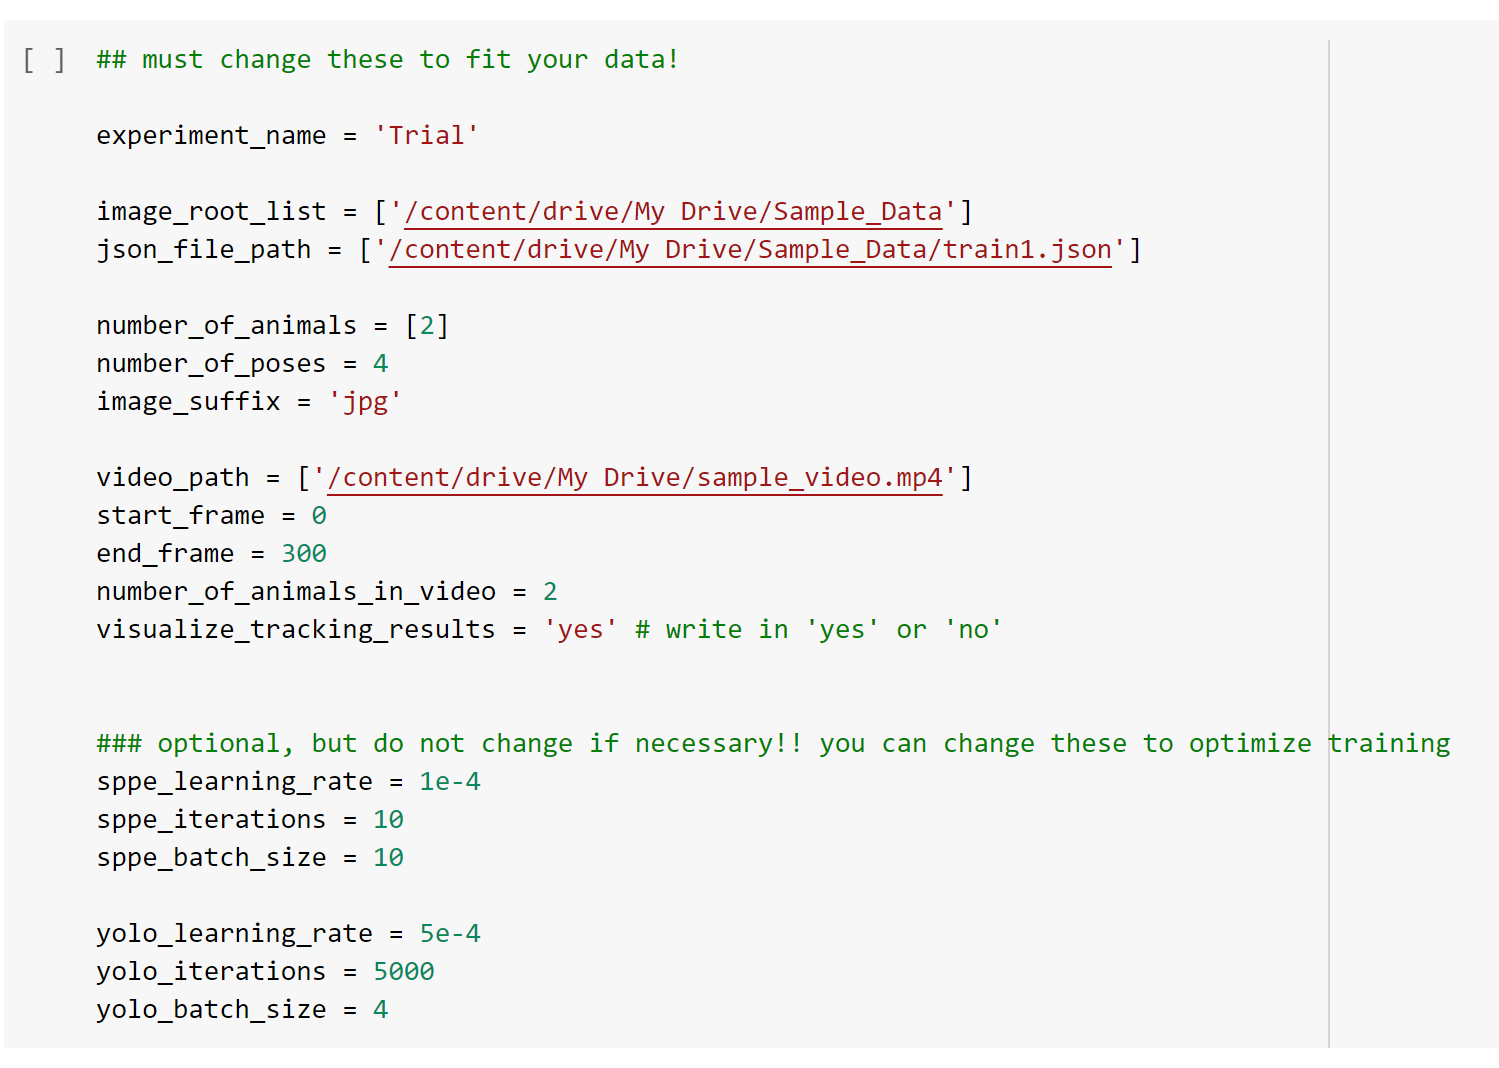 [ ] ## must change these to fit your data!
experiment_name = 'Trial'
image_root_list = ['/content/drive/My Drive/Sample_Data']
json_file_path = ['/content/drive/My Drive/Sample_Data/train1.json']
number_of_animals = [2]
number_of_poses = 4
image_suffix = 'jpg'
video_path = ['/content/drive/My Drive/sample_video.mp4']
start_frame = 0
end_frame = 300
number_of_animals_in_video = 2
visualize_tracking_results = 'yes' # write in 'yes' or 'no'
### optional, but do not change if necessary!! you can change these to optimize training
sppe_learning_rate = 1e-4
sppe_iterations = 10
sppe_batch_size = 10
yolo_learning_rate = 5e-4
yolo_iterations = 5000
yolo_batch_size = 4